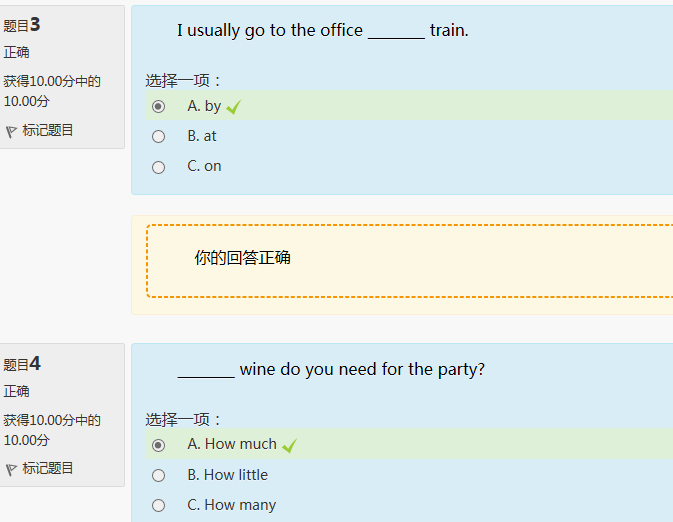 题目3
正确
获得10.00分中的
10.00分
标记题目
I usually go to the office _______ train.
选择一项：
A. by
B. at
C. on
你的回答正确
题目4
正确
获得10.00分中的
10.00分
标记题目
_______ wine do you need for the party?
选择一项：
A. How much
B. How little
C. How many